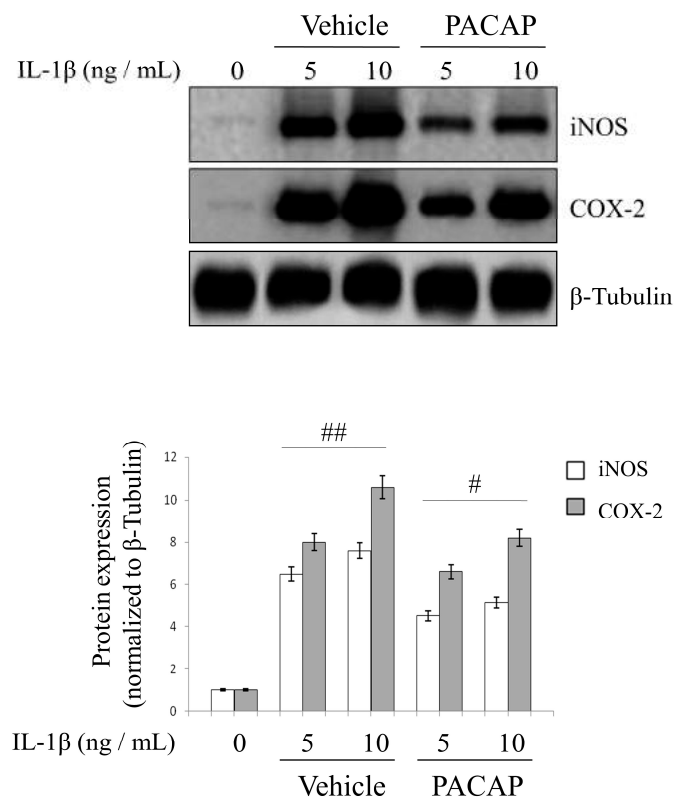 Vehicle PACAP
IL-1β (ng / mL) 0 5 10 5 10
iNOS
COX-2
β-Tubulin
## 
#
iNOS
COX-2
Protein expression
(normalized to β-Tubulin)
12
10
8
6
4
2
0
IL-1β (ng / mL) 0 5 10 5 10
Vehicle PACAP